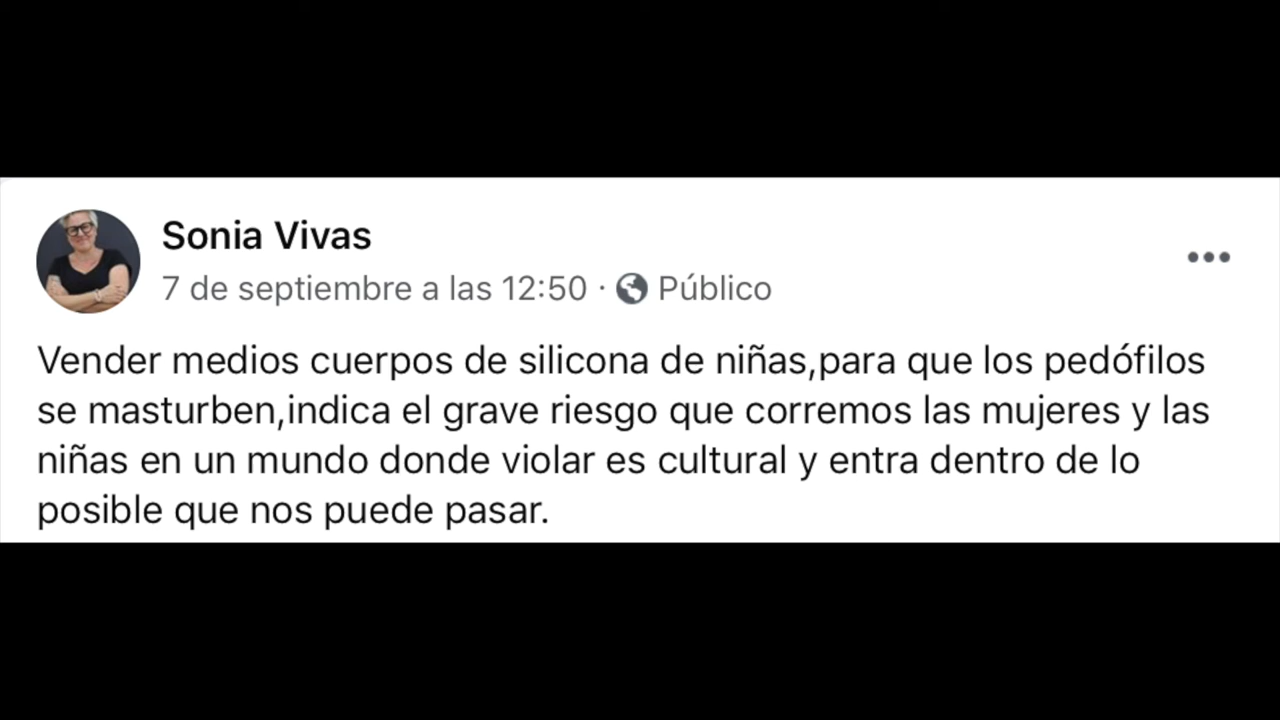 Sonia Vivas
7 de septiembre a las 12:50 · Público
Vender medios cuerpos de silicona de niñas,para que los pedófilos
se masturben,indica el grave riesgo que corremos las mujeres y las
niñas en un mundo donde violar es cultural y entra dentro de lo
posible que nos puede pasar.